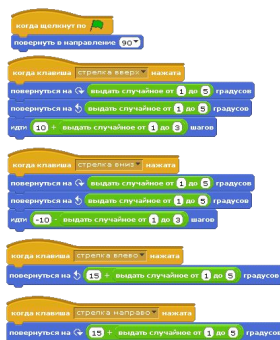 когда щелкнут по
повернуть в направление 90
когда клавиша стрелка вверх нажата
повернуться на выдать случайное от 1 до 5 градусов
повернуться на выдать случайное от 1 до 5 градусов
идти 10 + выдать случайное от 1 до 3 шагов
когда клавиша стрелка вниз нажата
повернуться на выдать случайное от 1 до 5 градусов
повернуться на выдать случайное от 1 до 5 градусов
идти -10 - выдать случайное от 1 до 3 шагов
когда клавиша стрелка влево нажата
повернуться на 15 + выдать случайное от 1 до 5 градусов
когда клавиша стрелка направо нажата
повернуться на 15 + выдать случайное от 1 до 5 градусов